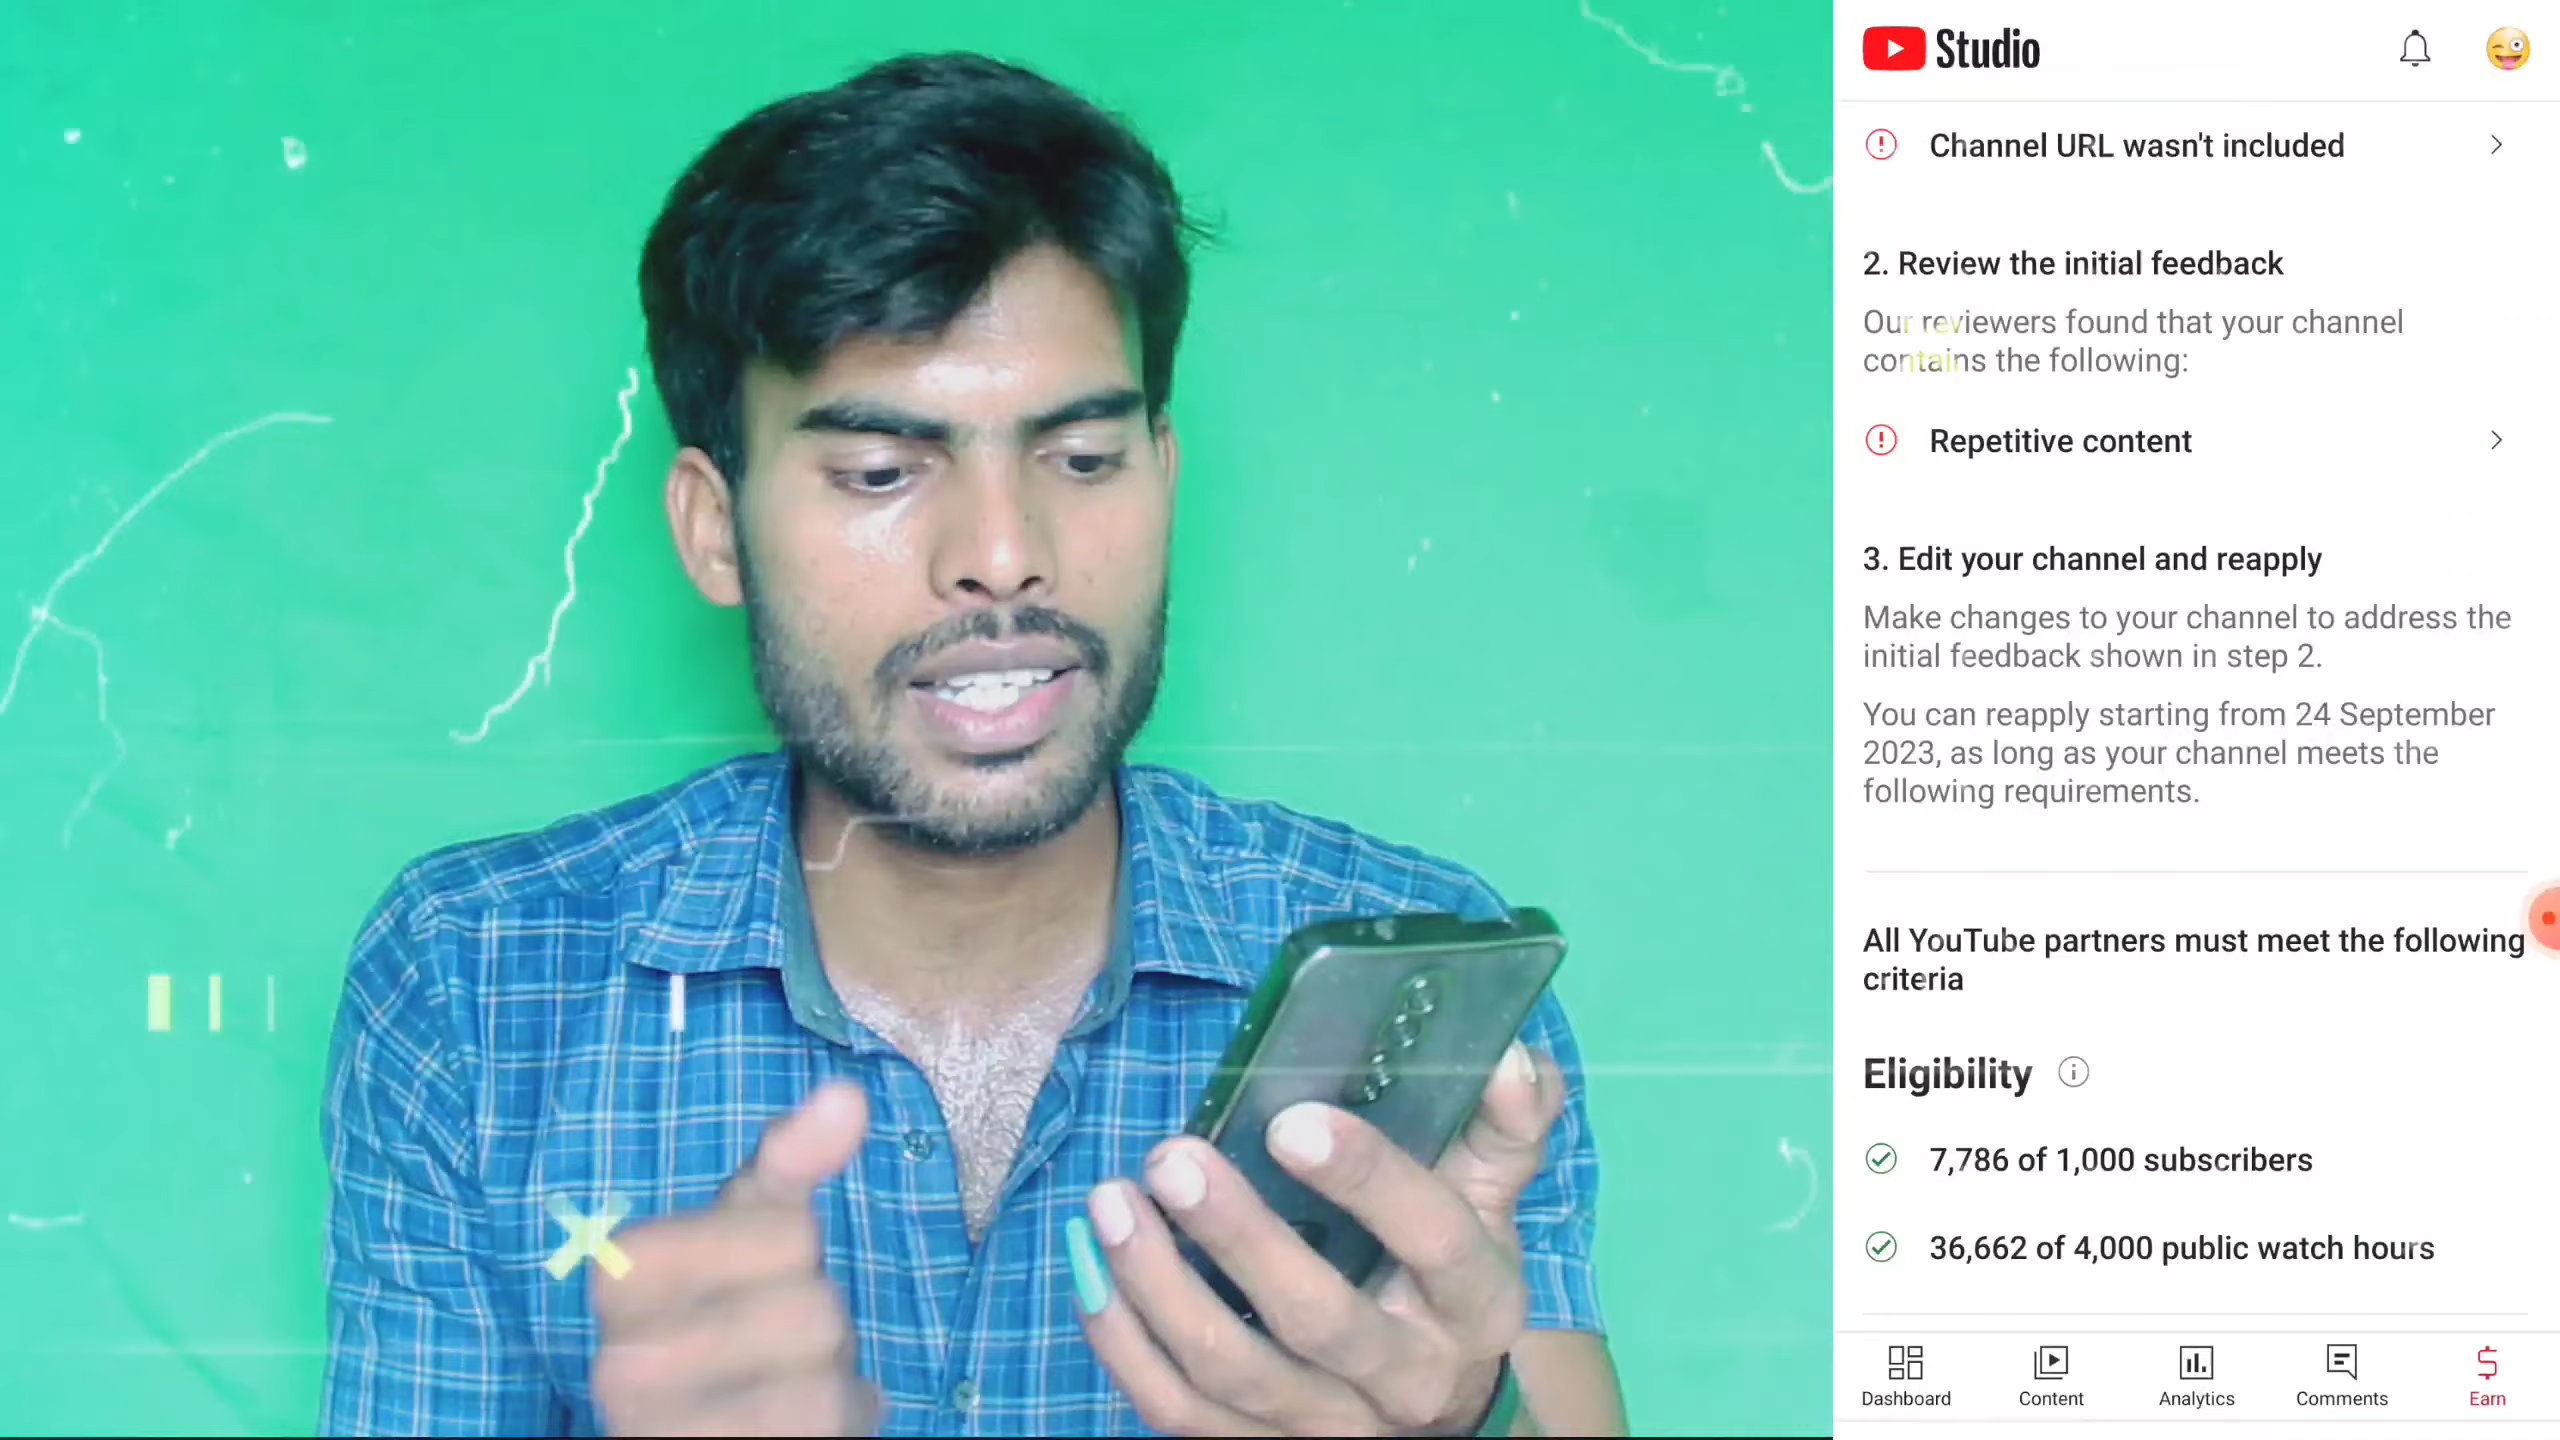 Studio
Channel URL wasn't included
2. Review the initial feedback
Our reviewers found that your channel
contains the following:
Repetitive content
3. Edit your channel and reapply
Make changes to your channel to address the
initial feedback shown in step 2.
You can reapply starting from 24 September
2023, as long as your channel meets the
following requirements.
All YouTube partners must meet the following
criteria
Eligibility
7,786 of 1,000 subscribers
36,662 of 4,000 public watch hours
Dashboard
Content
Analytics
Comments
Earn